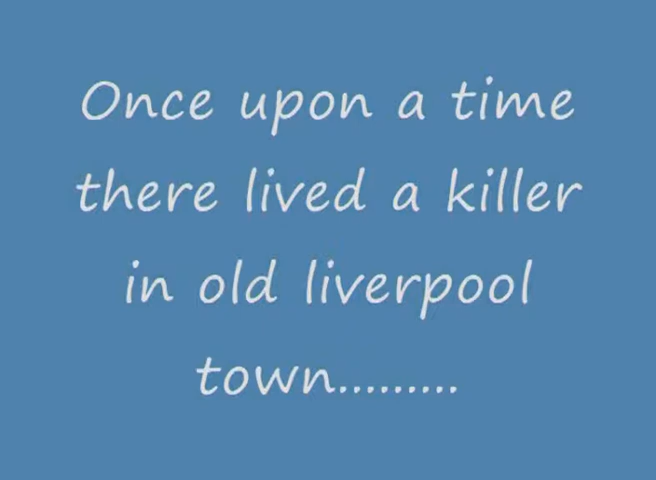 Once upon a time
there lived a killer
in old liverpool
town.........